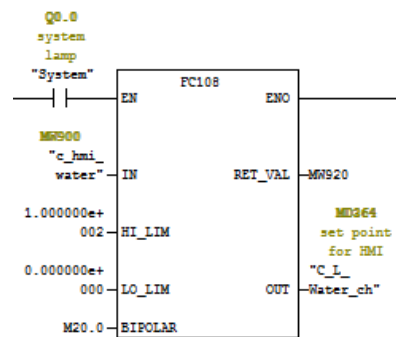 Q0.0
system
lamp
"System"
FC108
EN ENO
MW900
"c_hmi_
water" IN RET_VAL MW920
1.000000e+
002 HI_LIM
MD364
set point
for HMI
"C_L_
0.000000e+
000 LO_LIM OUT Water_ch"
M20.0 BIPOLAR